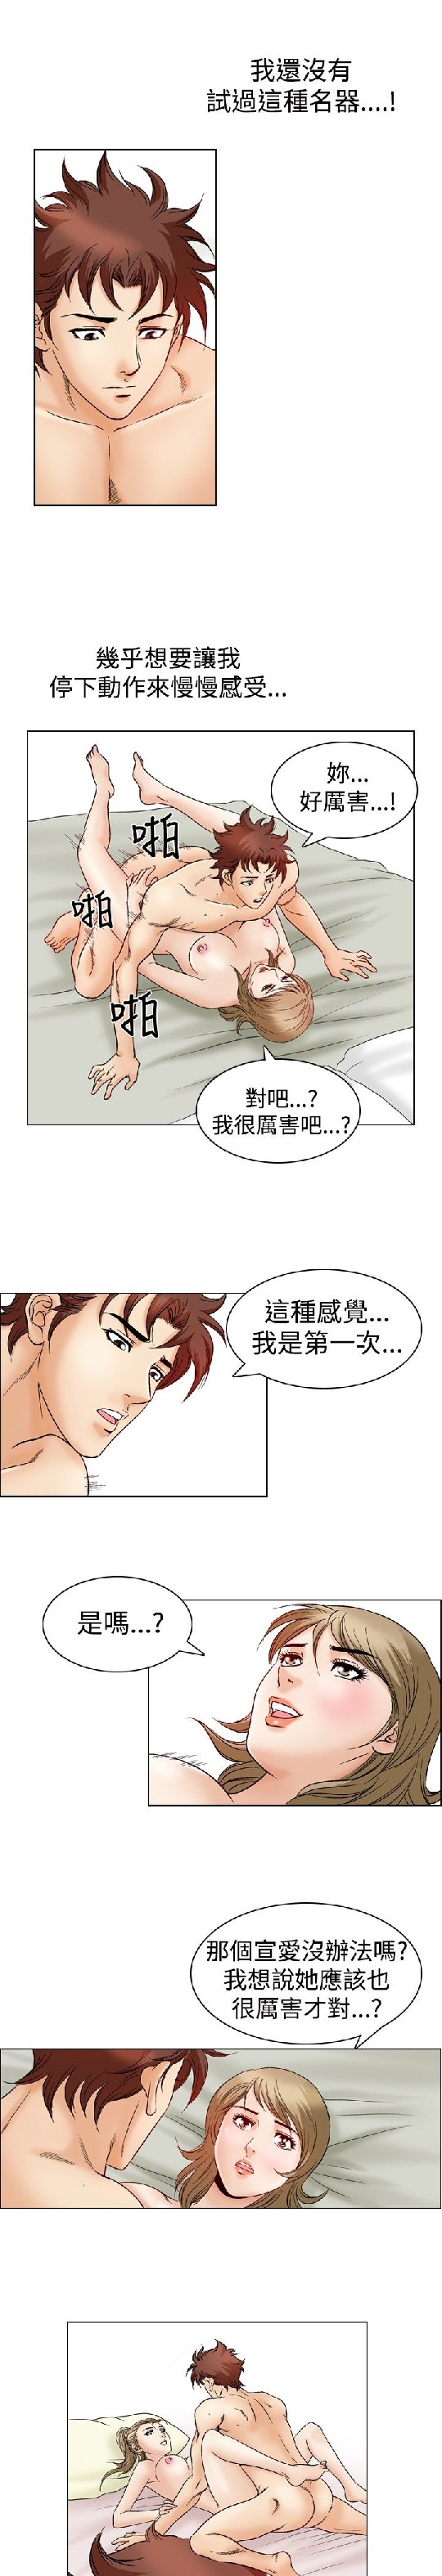 我還沒有
試過這種名器....!
幾乎想要讓我
停下動作來慢慢感受...
妳...
好厲害...!
啪
啪
啪
對吧...?
我很厲害吧...?
這種感覺...
我是第一次...
是嗎...?
那個宣愛沒辦法嗎?
我想說她應該也
很厲害才對...?